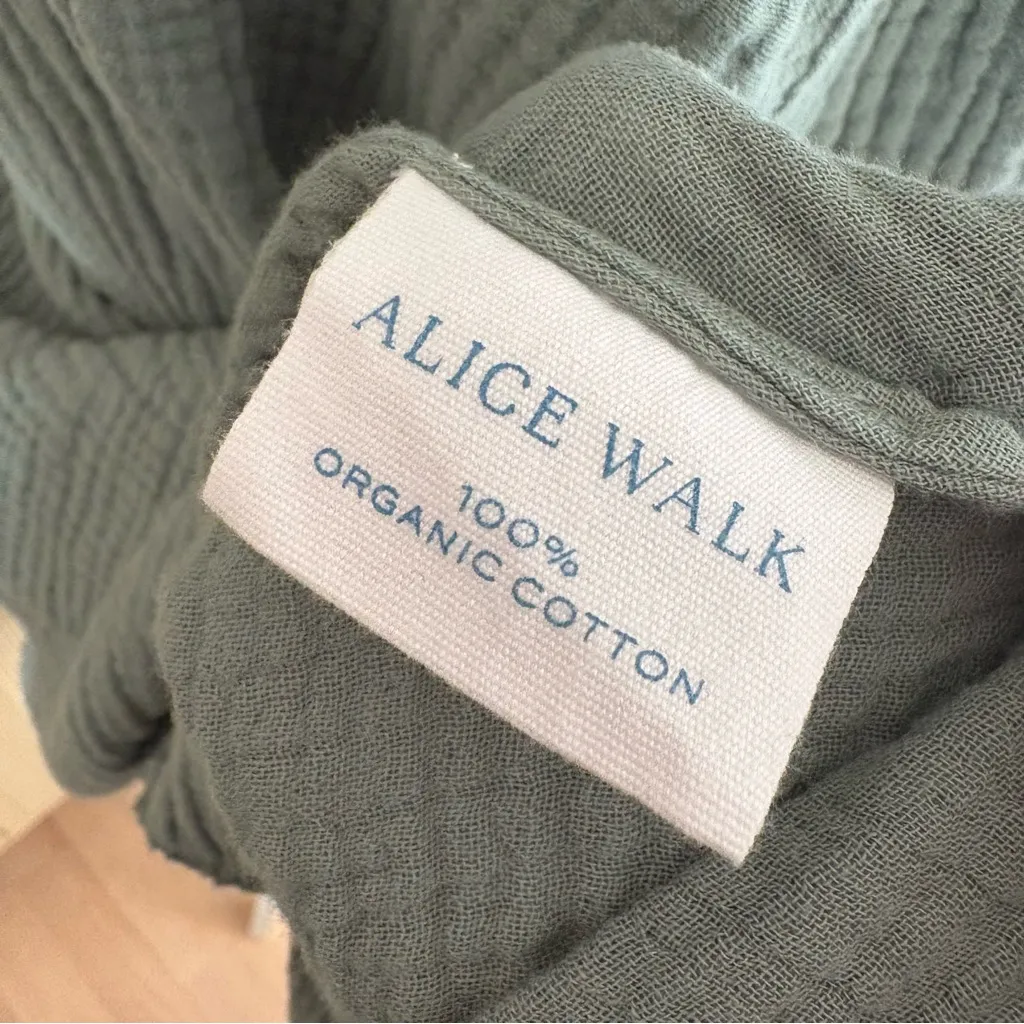 ALICE WALK
100%
ORGANIC COTTON